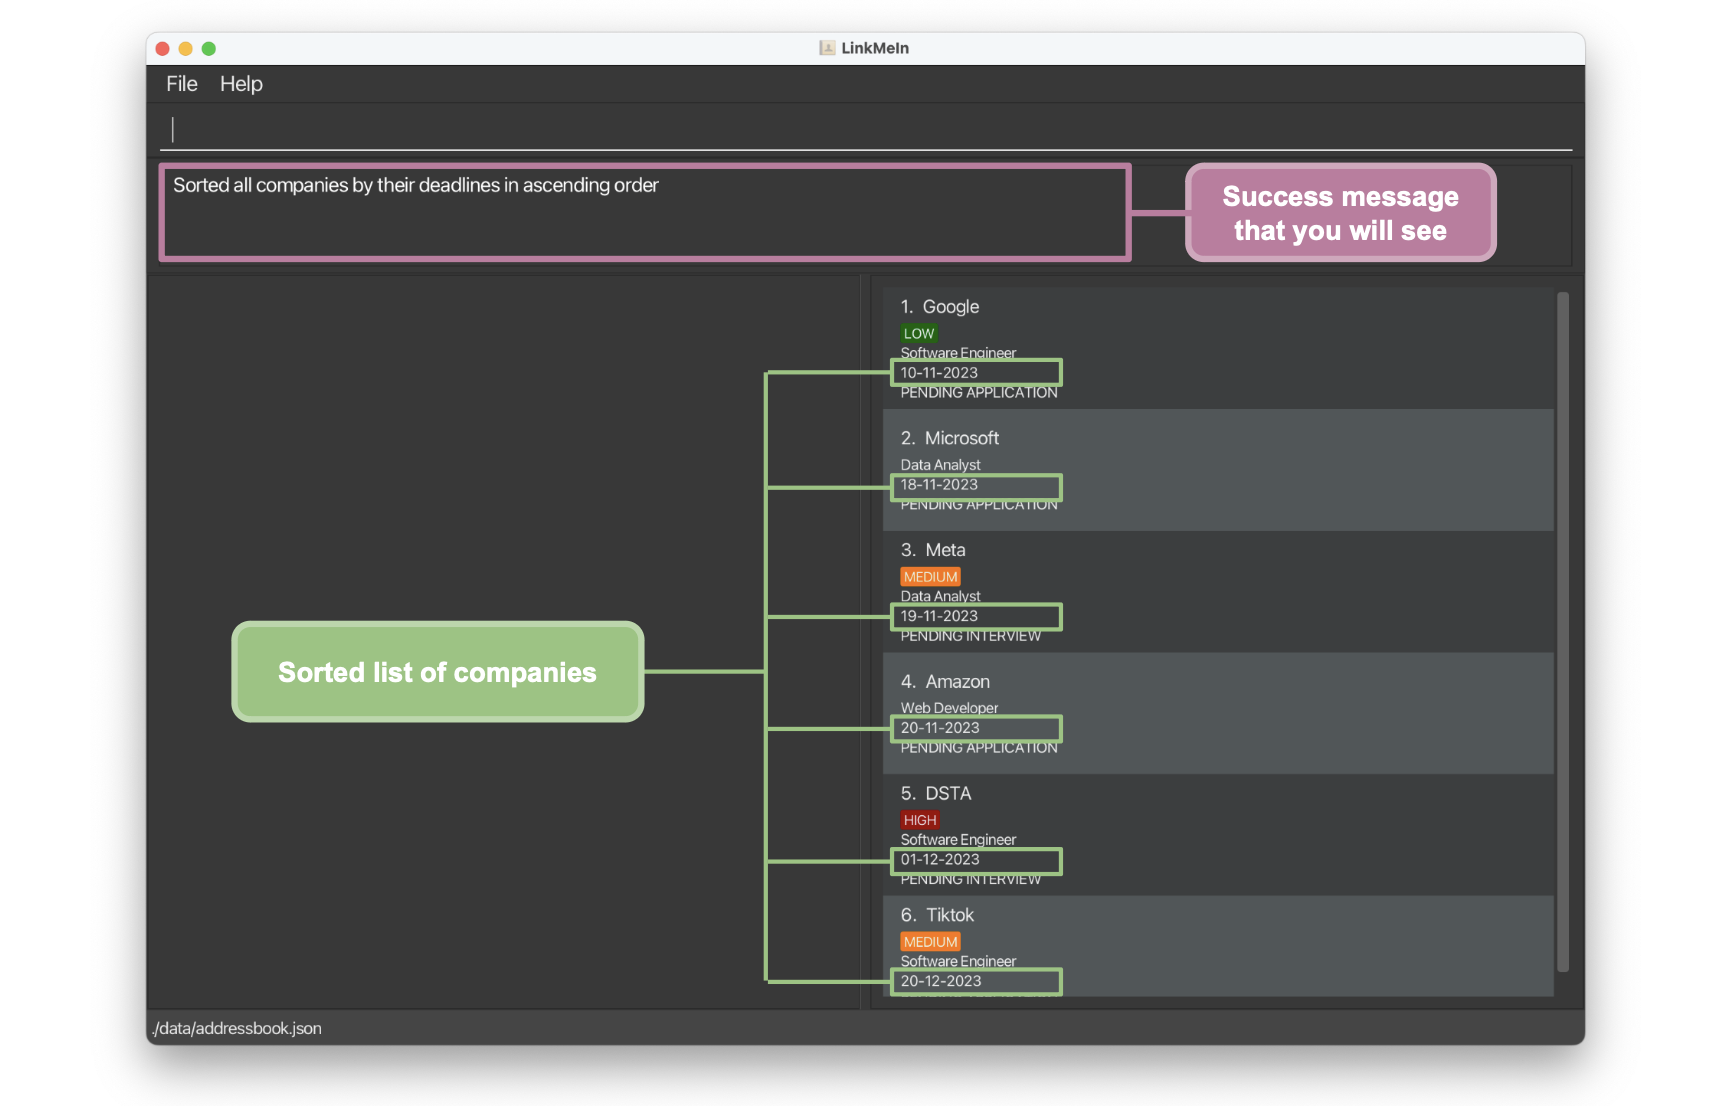 LinkMeIn
File Help
Sorted all companies by their deadlines in ascending order
Success message
that you will see
1. Google
LOW
Software Engineer
10-11-2023
PENDING APPLICATION
2. Microsoft
Data Analyst
18-11-2023
PENDING APPLICATION
3. Meta
MEDIUM
Data Analyst
19-11-2023
PENDING INTERVIEW
Sorted list of companies
4. Amazon
Web Developer
20-11-2023
PENDING APPLICATION
5. DSTA
HIGH
Software Engineer
01-12-2023
PENDING INTERVIEW
6. Tiktok
MEDIUM
Software Engineer
20-12-2023
./data/addressbook.json